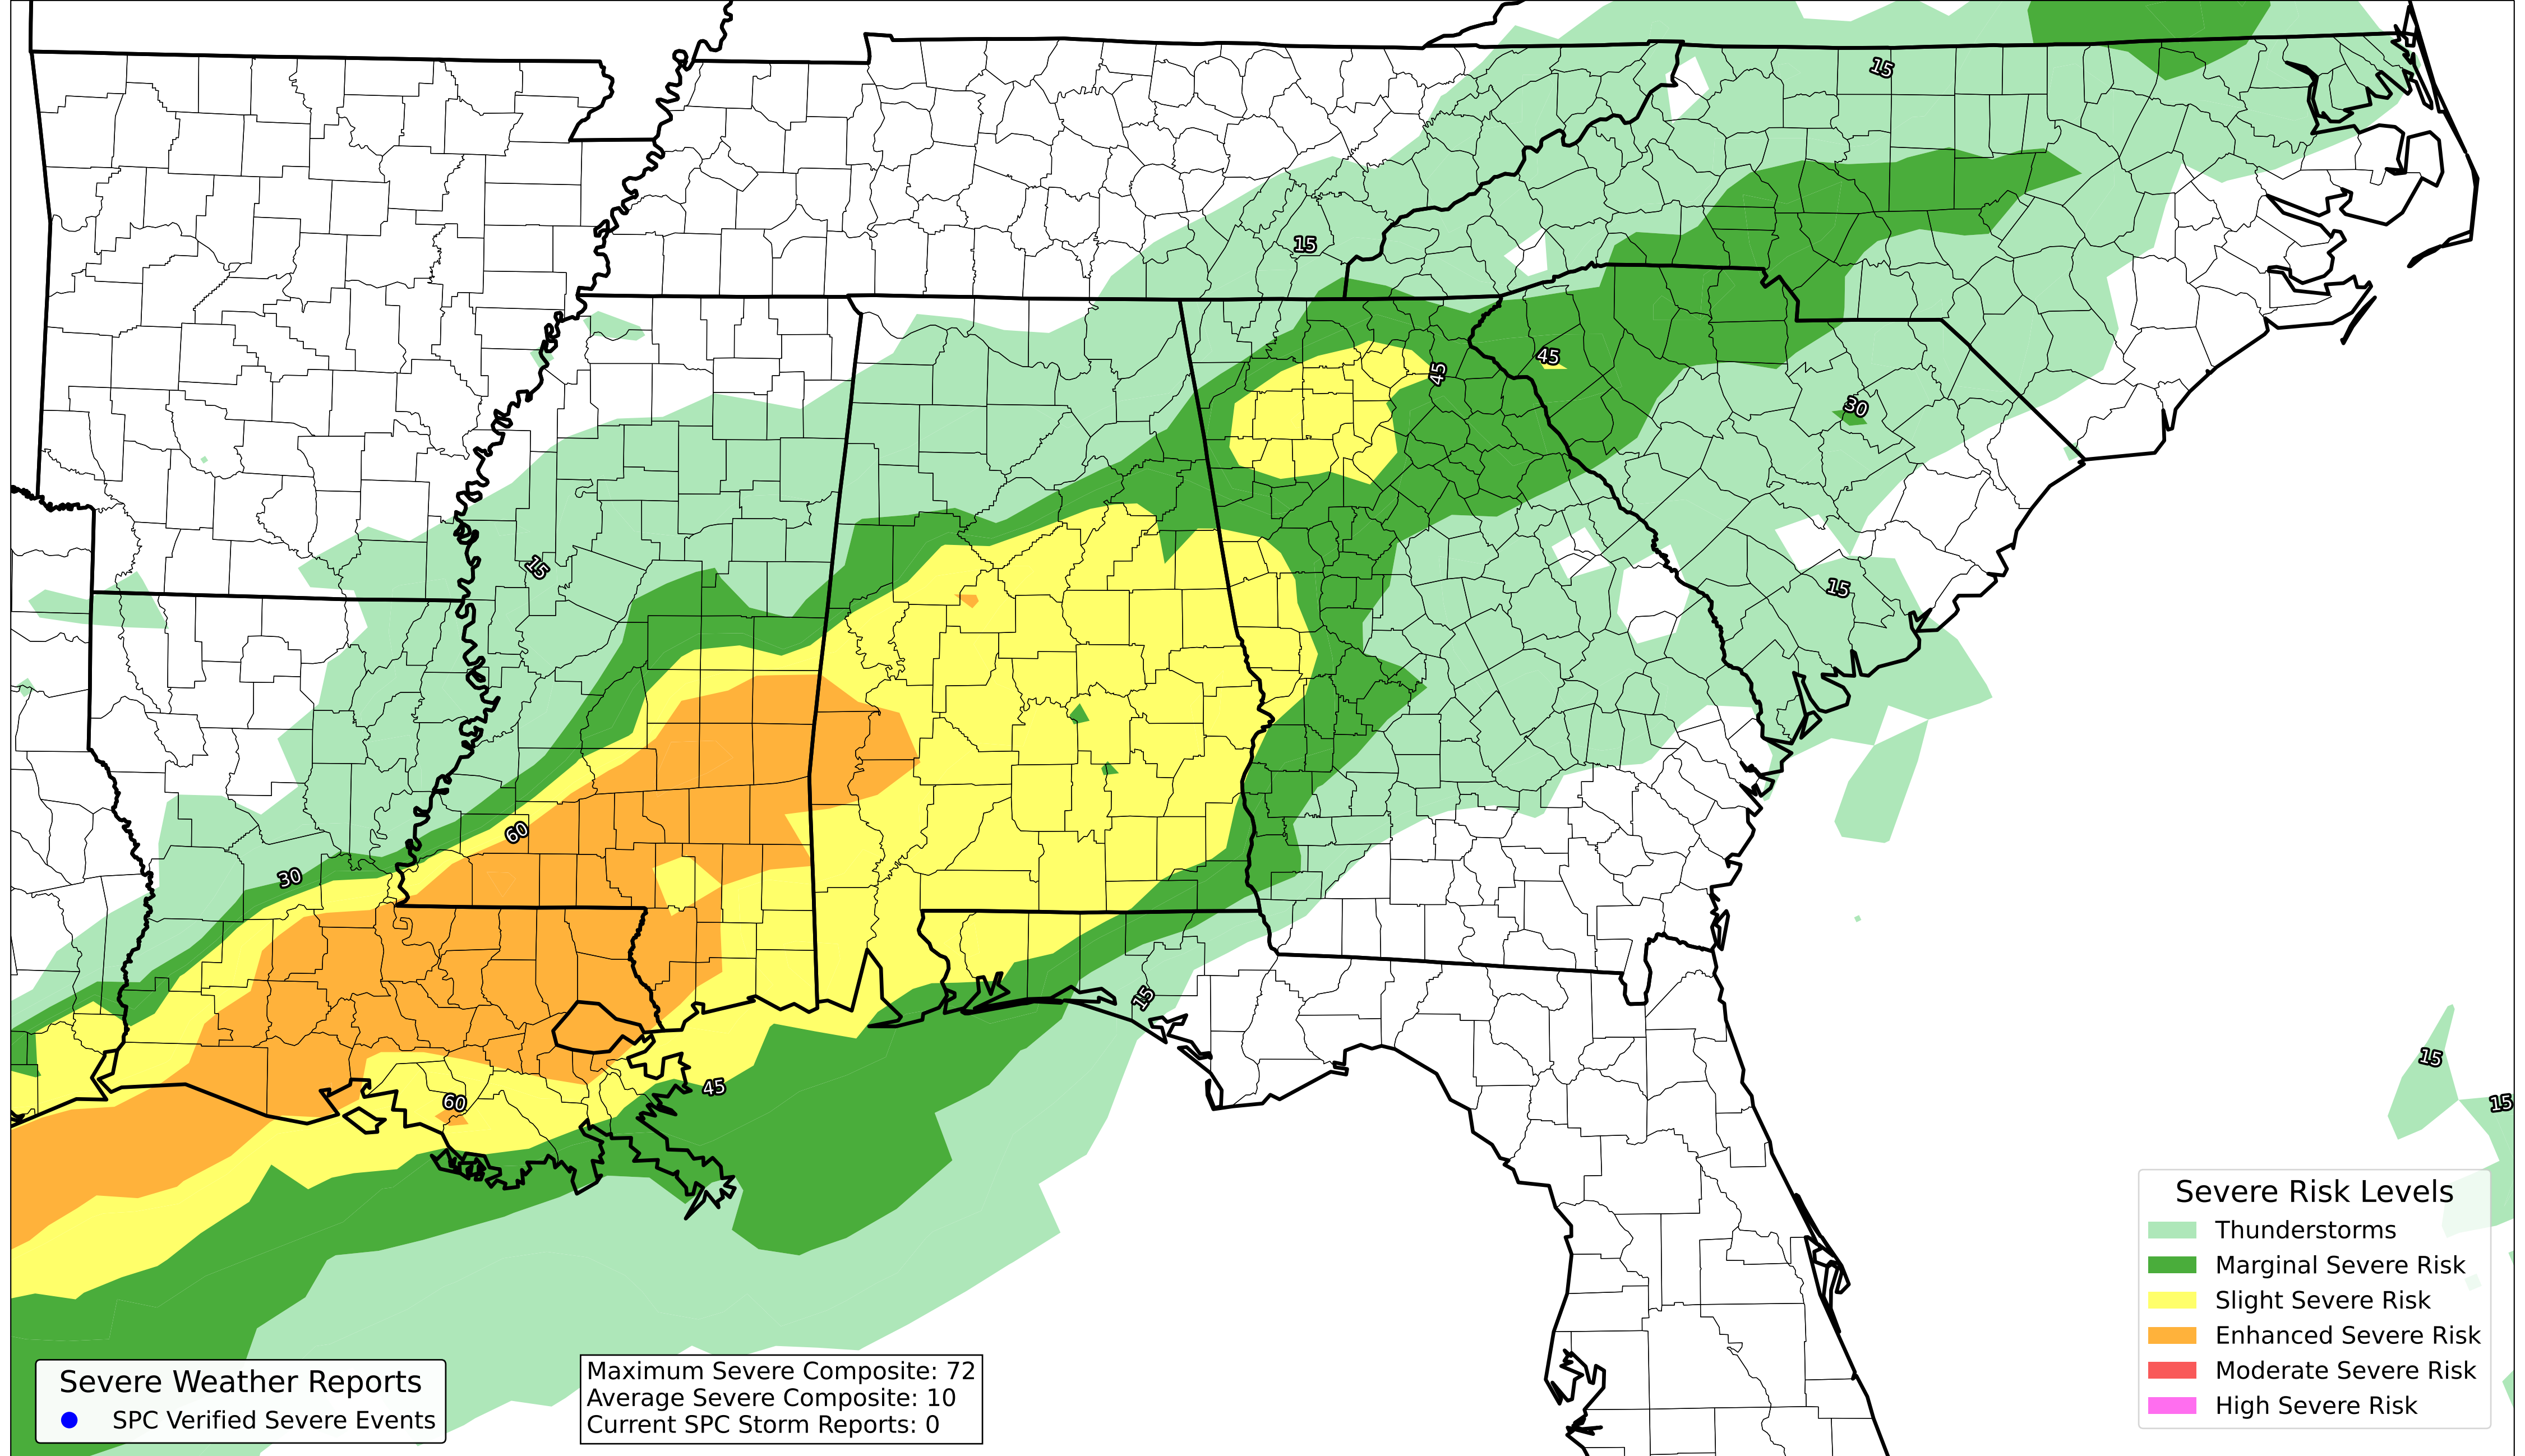 15
15
45
45
30
15
15
60
30
15
45
60
15
15
Severe Risk Levels
Thunderstorms
Marginal Severe Risk
Slight Severe Risk
Enhanced Severe Risk
Moderate Severe Risk
High Severe Risk
Severe Weather Reports
SPC Verified Severe Events
Maximum Severe Composite: 72
Average Severe Composite: 10
Current SPC Storm Reports: 0